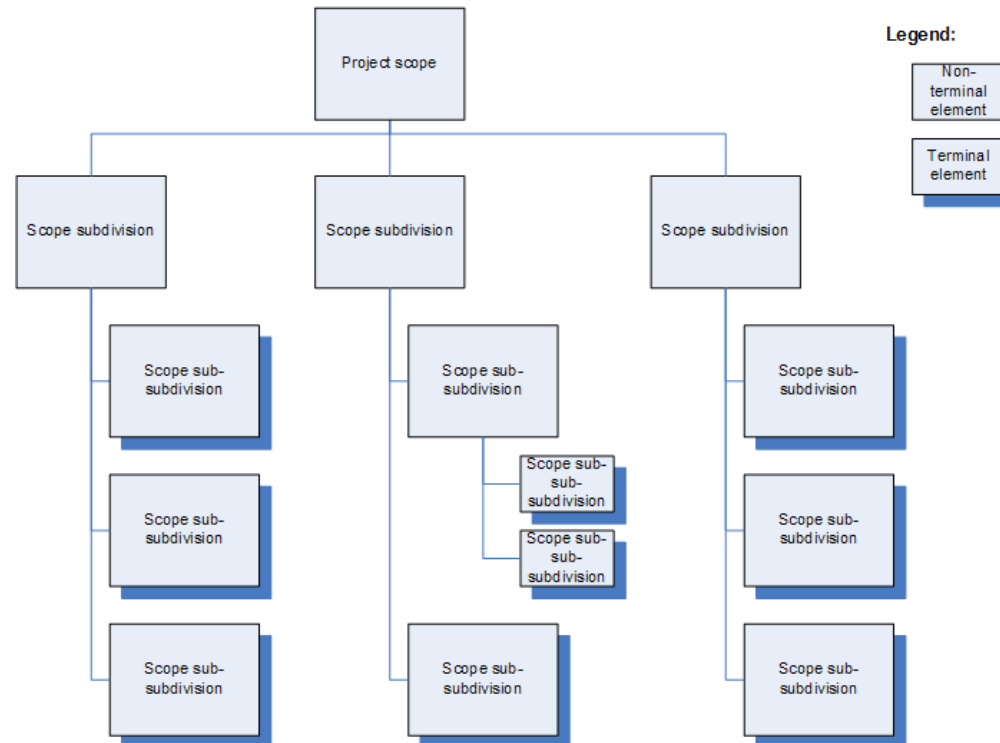 Project scope
Legend:
Non-
terminal
element
Terminal
element
Scope subdivision
Scope subdivision
Scope subdivision
Scope sub-
subdivision
Scope sub-
subdivision
Scope sub-
subdivision
Scope sub-
sub-
subdivision
Scope sub-
sub-
subdivision
Scope sub-
subdivision
Scope sub-
subdivision
Scope sub-
subdivision
Scope sub-
subdivision
Scope sub-
subdivision
Scope sub-
subdivision